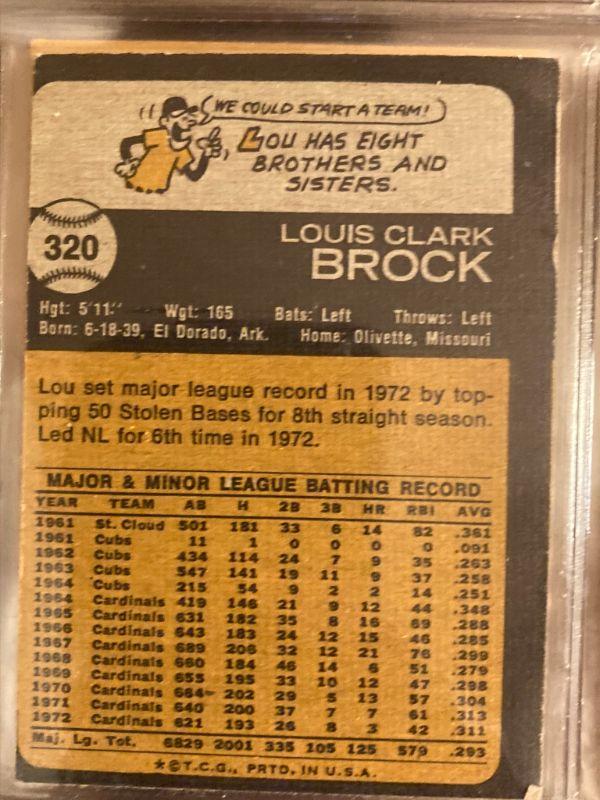 WE COULD START A TEAM!
LOU HAS EIGHT
BROTHERS AND
SISTERS.
320
LOUIS CLARK
BROCK
Hgt: 5'11" Wgt: 165 Bats: Left Throws: Left
Born: 6-18-39, El Dorado, Ark. Home: Olivette, Missouri
Lou set major league record in 1972 by top-
ping 50 Stolen Bases for 8th straight season.
Led NL for 6th time in 1972.
MAJOR & MINOR LEAGUE BATTING RECORD
YEAR TEAM AB H 2B 3B HR RBI AVG
1961 St. Cloud 501 181 33 6 14 82 .361
1961 Cubs 11 1 0 0 0 0 .091
1962 Cubs 434 114 24 7 9 35 .263
1963 Cubs 547 141 19 11 9 37 .258
1964 Cubs 215 54 9 2 2 14 .251
1964 Cardinals 419 146 21 9 12 44 .348
1965 Cardinals 631 182 35 8 16 69 .288
1966 Cardinals 643 183 24 12 15 46 .285
1967 Cardinals 689 206 32 12 21 76 .299
1968 Cardinals 660 184 46 14 6 51 .279
1969 Cardinals 655 195 33 10 12 47 .298
1970 Cardinals 664 202 29 5 13 57 .304
1971 Cardinals 640 200 37 7 7 61 .313
1972 Cardinals 621 193 26 8 3 42 .311
Maj. Lg. Tot. 6829 2001 335 105 125 579 .293
★©T.C.G., PRTD. IN U.S.A.